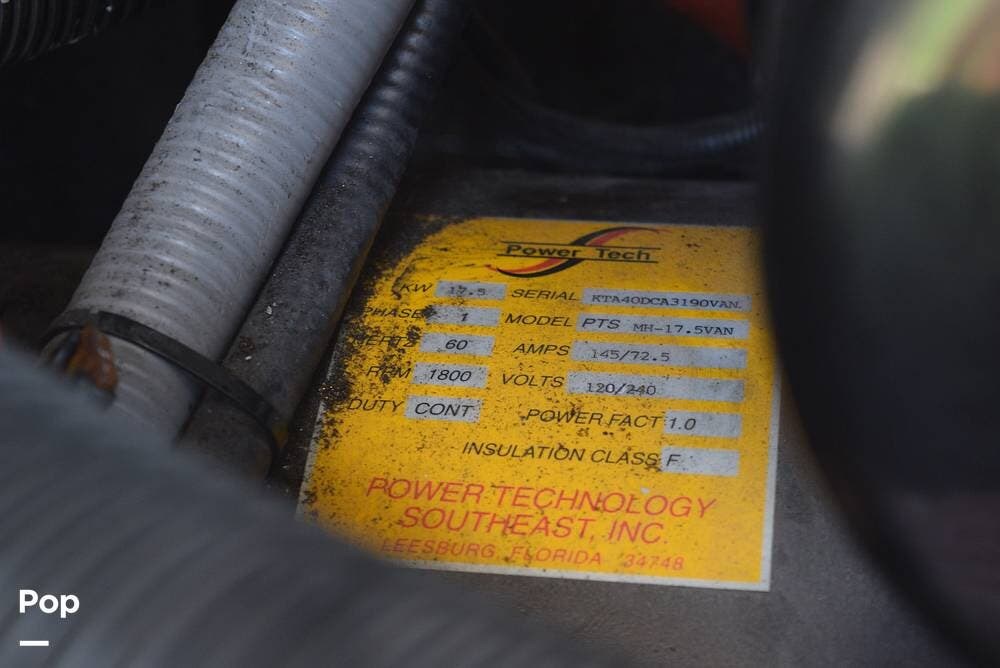 Power Tech
KW 17.5 SERIAL KTA40DCA3190VAN.
PHASE 1 MODEL PTS MH-17.5VAN
HERTZ 60 AMPS 145/72.5
RPM 1800 VOLTS 120/240
DUTY CONT POWER FACT 1.0
INSULATION CLASS F
POWER TECHNOLOGY
SOUTHEAST, INC.
LEESBURG, FLORIDA 34748
Pop